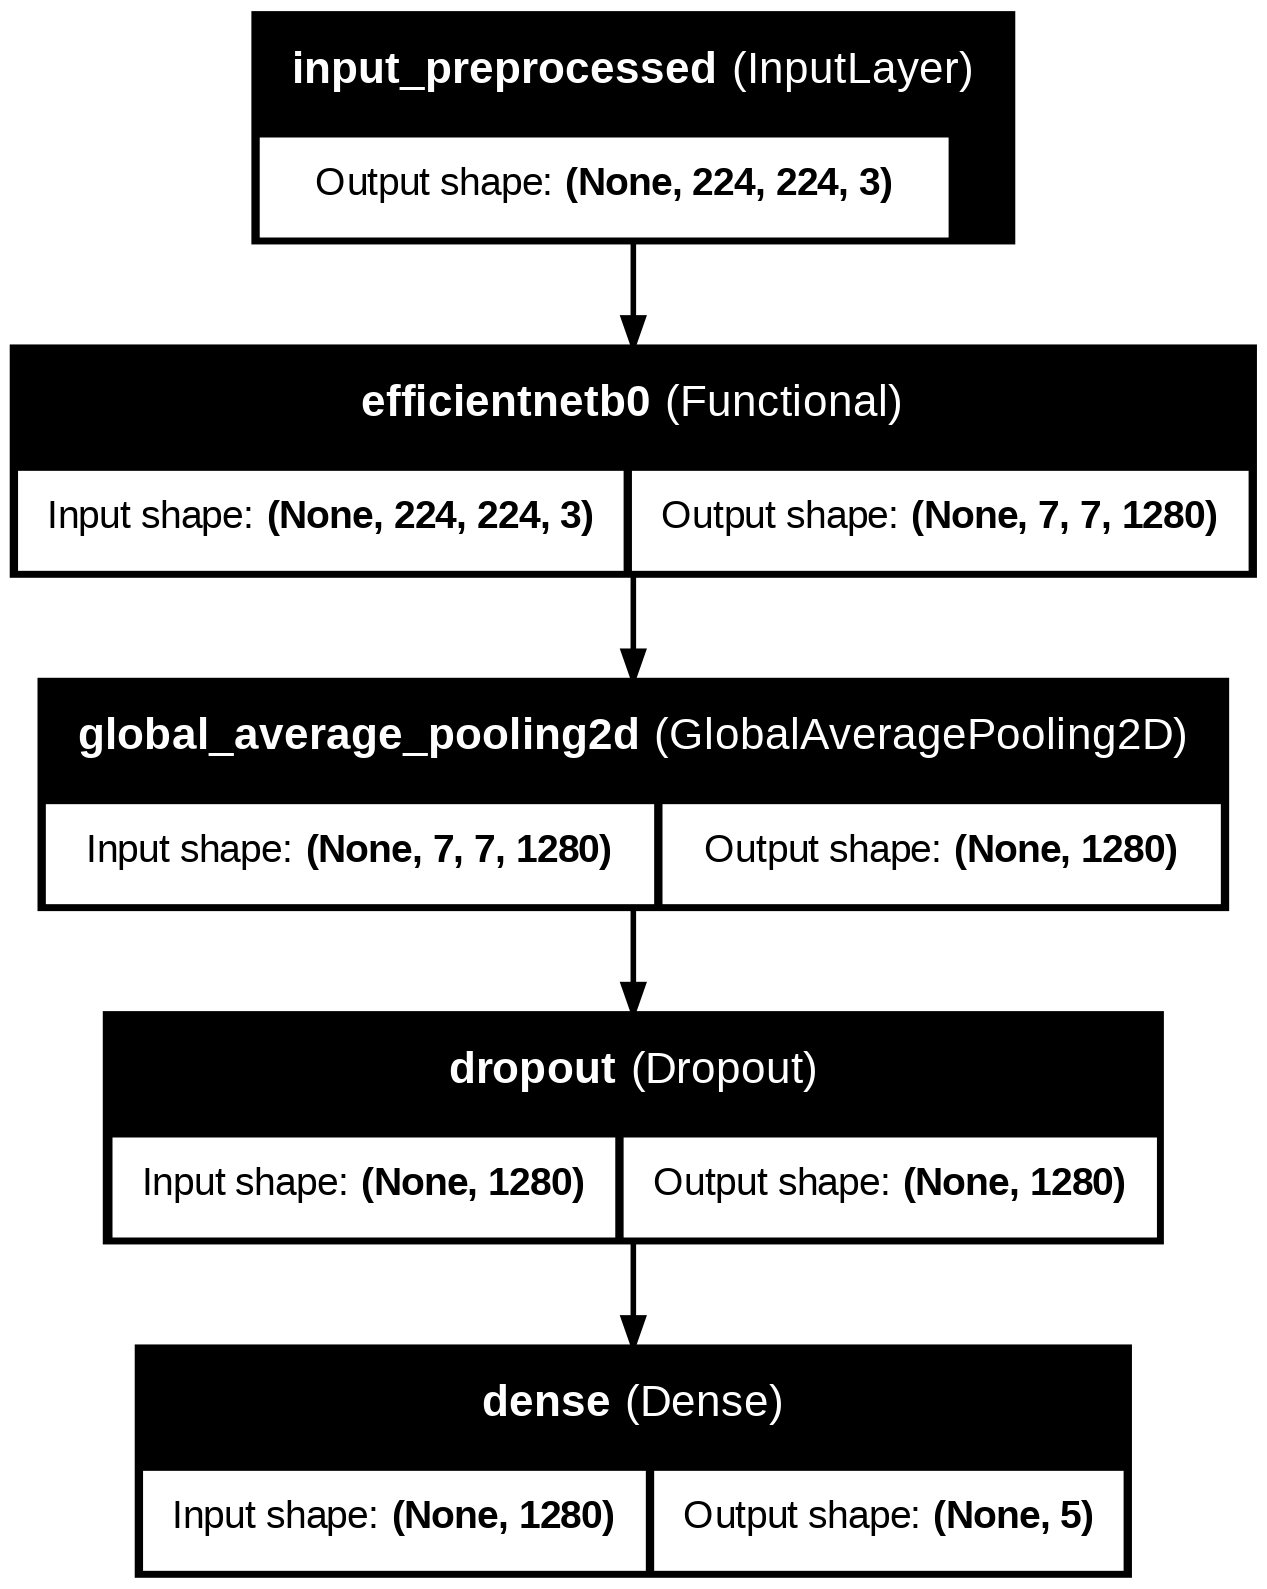 input_preprocessed (InputLayer)
Output shape: (None, 224, 224, 3)
efficientnetb0 (Functional)
Input shape: (None, 224, 224, 3) Output shape: (None, 7, 7, 1280)
global_average_pooling2d (GlobalAveragePooling2D)
Input shape: (None, 7, 7, 1280) Output shape: (None, 1280)
dropout (Dropout)
Input shape: (None, 1280) Output shape: (None, 1280)
dense (Dense)
Input shape: (None, 1280) Output shape: (None, 5)